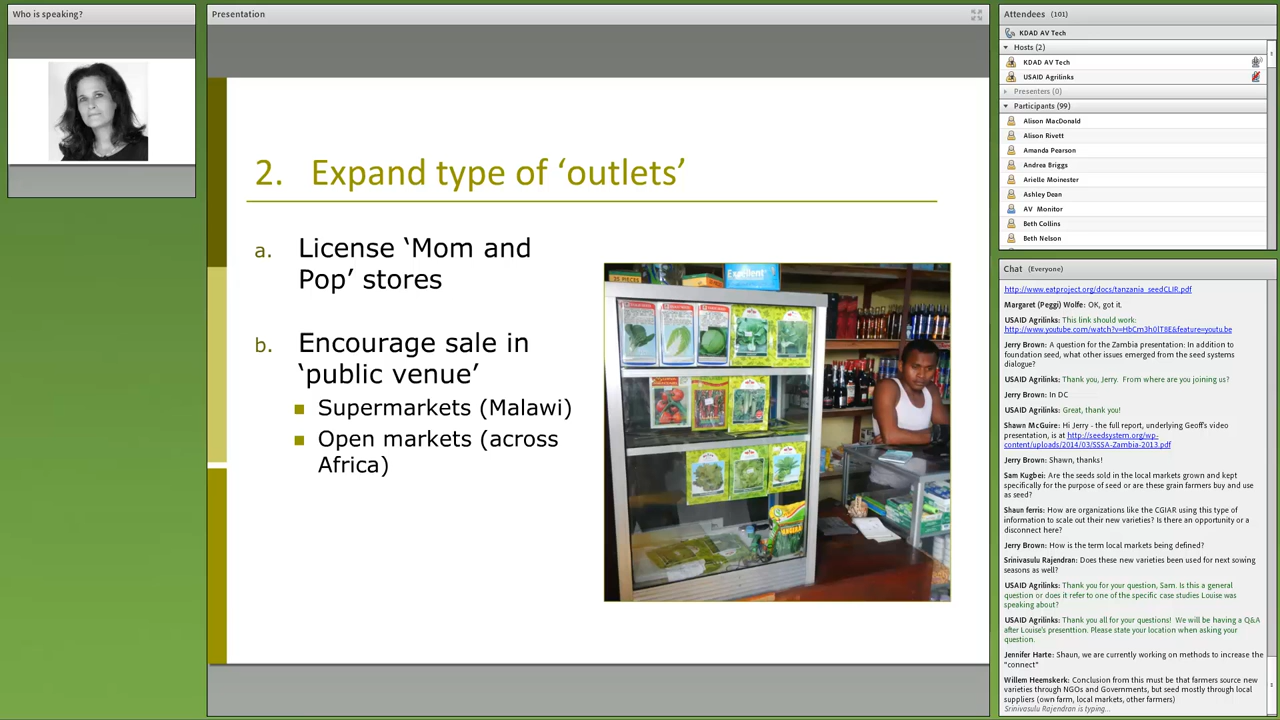 Who is speaking?
Presentation
2. Expand type of ‘outlets’
a. License ‘Mom and
Pop’ stores
b. Encourage sale in
‘public venue’
Supermarkets (Malawi)
Open markets (across
Africa)
Excellent
Attendees (101)
KDAD AV Tech
Hosts (2)
KDAD AV Tech
USAID Agrilinks
Presenters (0)
Participants (99)
Alison MacDonald
Alison Rivett
Amanda Pearson
Andrea Briggs
Arielle Moinester
Ashley Dean
AV Monitor
Beth Collins
Beth Nelson
Chat (Everyone)
http://www.eatproject.org/docs/tanzania_seedCLIR.pdf
Margaret (Peggi) Wolfe: OK, got it.
USAID Agrilinks: This link should work:
http://www.youtube.com/watch?v=HbCm3h0lT8E&feature=youtu.be
Jerry Brown: A question for the Zambia presentation: In addition to
foundation seed, what other issues emerged from the seed systems
dialogue?
USAID Agrilinks: Thank you, Jerry. From where are you joining us?
Jerry Brown: In DC
USAID Agrilinks: Great, thank you!
Shawn McGuire: Hi Jerry - the full report, underlying Geoff's video
presentation, is at http://seedsystem.org/wp-
content/uploads/2014/03/SSSA-Zambia-2013.pdf
Jerry Brown: Shawn, thanks!
Sam Kugbei: Are the seeds sold in the local markets grown and kept
specifically for the purpose of seed or are these grain farmers buy and use
as seed?
Shaun ferris: How are organizations like the CGIAR using this type of
information to scale out their new varieties? Is there an opportunity or a
disconnect here?
Jerry Brown: How is the term local markets being defined?
Srinivasulu Rajendran: Does these new varieties been used for next sowing
seasons as well?
USAID Agrilinks: Thank you for your question, Sam. Is this a general
question or does it refer to one of the specific case studies Louise was
speaking about?
USAID Agrilinks: Thank you all for your questions! We will be having a Q&A
after Louise's presenttion. Please state your location when asking your
question.
Jennifer Harte: Shaun, we are currently working on methods to increase the
"connect"
Willem Heemskerk: Conclusion from this must be that farmers source new
varieties through NGOs and Governments, but seed mostly through local
suppliers (own farm, local markets, other farmers)
Srinivasulu Rajendran is typing...